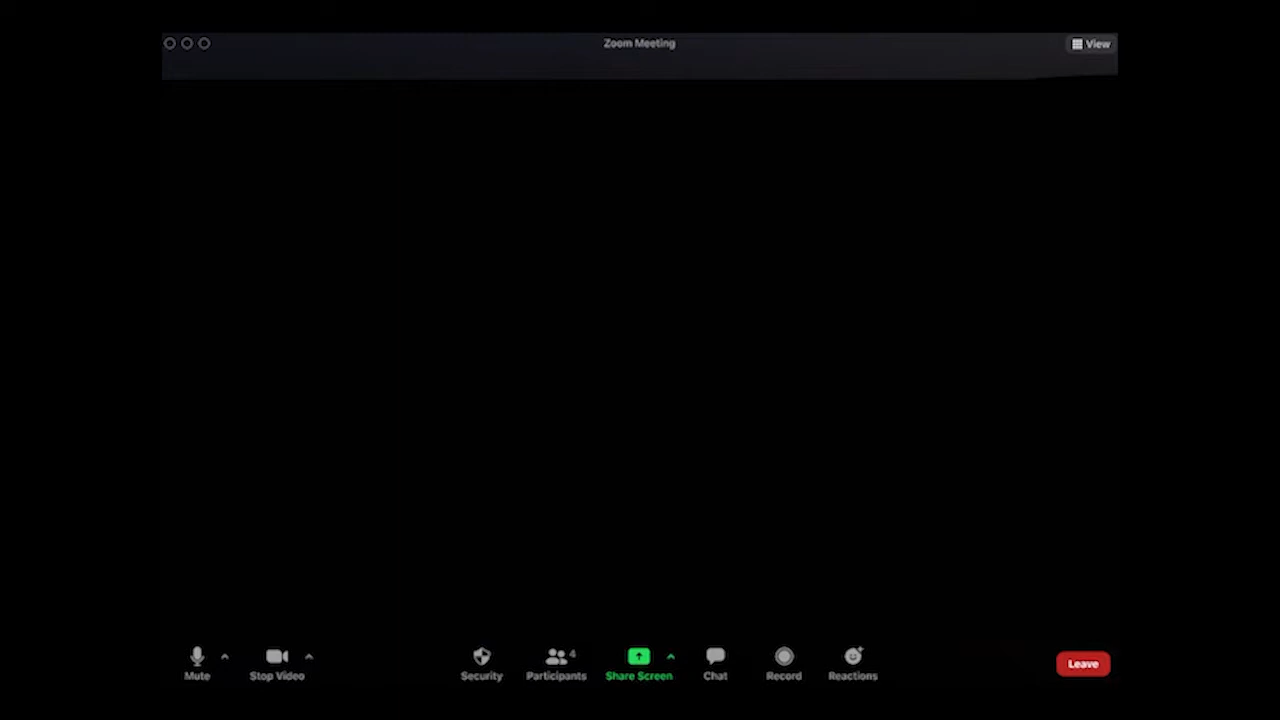 Zoom Meeting
View
4
Mute
Stop Video
Security
Participants
Share Screen
Chat
Record
Reactions
Leave